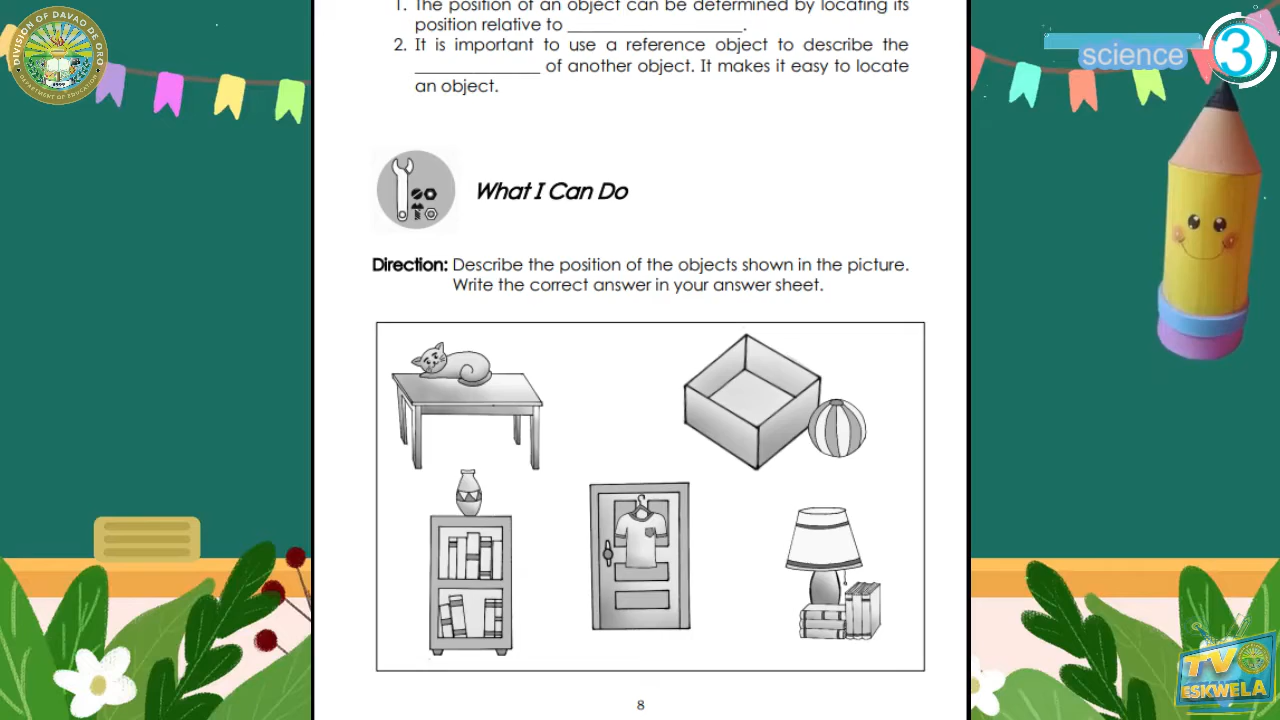 1. The position of an object can be determined by locating its
position relative to ___________________.
2. It is important to use a reference object to describe the
______________ of another object. It makes it easy to locate
an object.
What I Can Do
Direction: Describe the position of the objects shown in the picture.
Write the correct answer in your answer sheet.
8
DIVISION OF DAVAO DE ORO
DEPARTMENT OF EDUCATION
science 3
TV
ESKWELA